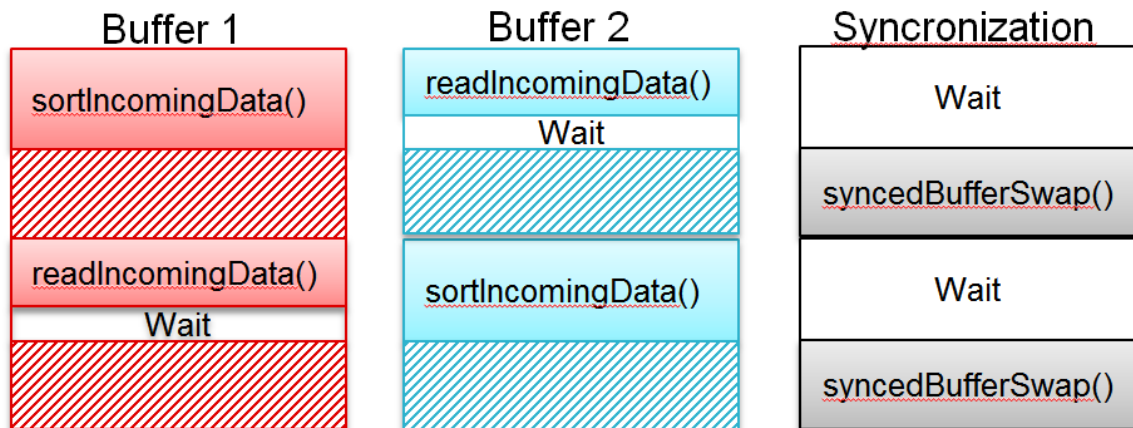 Buffer 1
sortIncomingData()
readIncomingData()
Wait
Buffer 2
readIncomingData()
Wait
sortIncomingData()
Syncronization
Wait
syncedBufferSwap()
Wait
syncedBufferSwap()